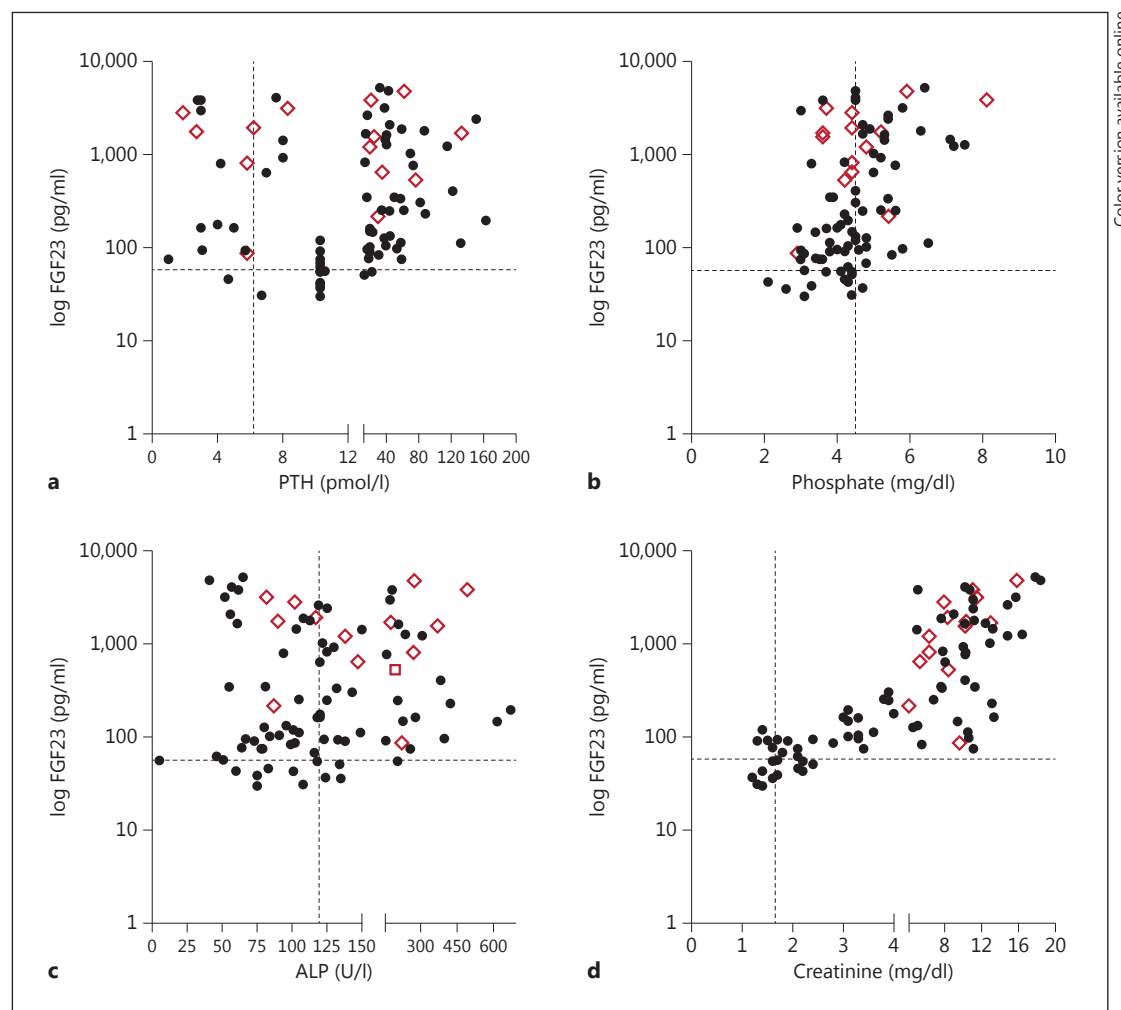 Color version available online
10,000
1,000
100
10
1
log FGF23 (pg/ml)
0 4 8 12 40 80 120 160 200
PTH (pmol/l)
a
10,000
1,000
100
10
1
log FGF23 (pg/ml)
0 2 4 6 8 10
Phosphate (mg/dl)
b
10,000
1,000
100
10
1
log FGF23 (pg/ml)
0 25 50 75 100 125 150 300 450 600
ALP (U/l)
c
10,000
1,000
100
10
1
log FGF23 (pg/ml)
0 1 2 3 4 8 12 16 20
Creatinine (mg/dl)
d